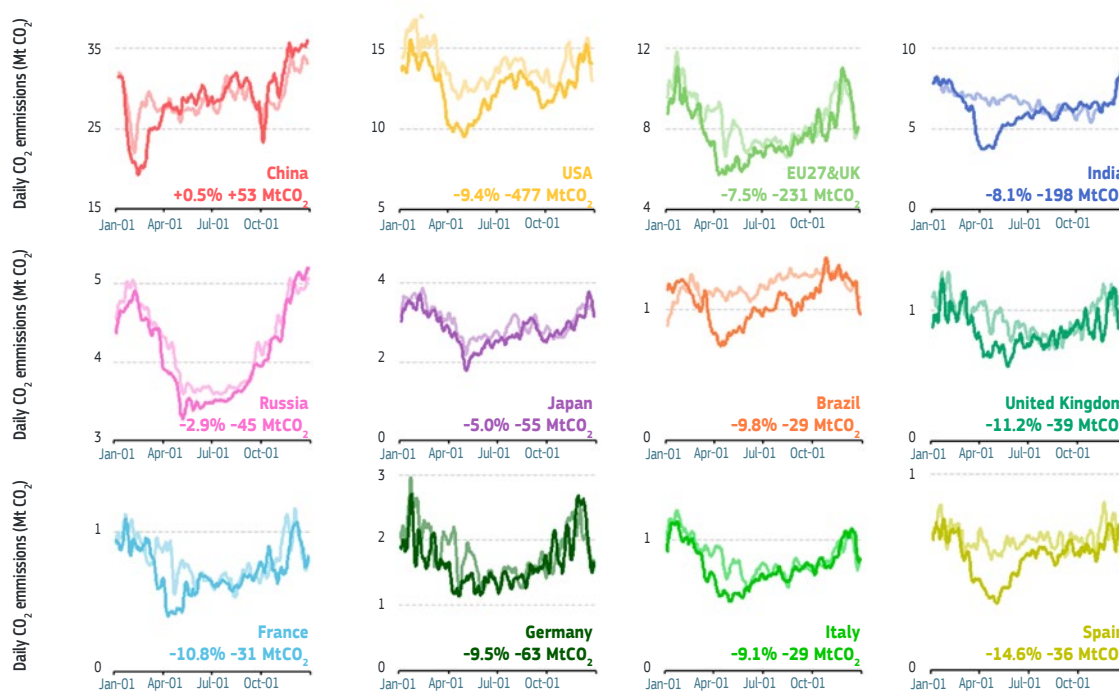 Daily CO2 emmissions (Mt CO2)
35
25
15
China
+0.5% +53 MtCO2
Jan-01 Apr-01 Jul-01 Oct-01
15
10
5
USA
-9.4% -477 MtCO2
Jan-01 Apr-01 Jul-01 Oct-01
12
8
4
EU27&UK
-7.5% -231 MtCO2
Jan-01 Apr-01 Jul-01 Oct-01
10
5
0
India
-8.1% -198 MtCO
Jan-01 Apr-01 Jul-01 Oct-01
Daily CO2 emmissions (Mt CO2)
5
4
3
Russia
-2.9% -45 MtCO2
Jan-01 Apr-01 Jul-01 Oct-01
4
2
0
Japan
-5.0% -55 MtCO2
Jan-01 Apr-01 Jul-01 Oct-01
1
0
Brazil
-9.8% -29 MtCO2
Jan-01 Apr-01 Jul-01 Oct-01
1
0
United Kingdom
-11.2% -39 MtCO
Jan-01 Apr-01 Jul-01 Oct-01
Daily CO2 emmissions (Mt CO2)
1
0
France
-10.8% -31 MtCO2
Jan-01 Apr-01 Jul-01 Oct-01
3
2
1
0
Germany
-9.5% -63 MtCO2
Jan-01 Apr-01 Jul-01 Oct-01
1
0
Italy
-9.1% -29 MtCO2
Jan-01 Apr-01 Jul-01 Oct-01
1
0
Spain
-14.6% -36 MtCO
Jan-01 Apr-01 Jul-01 Oct-01